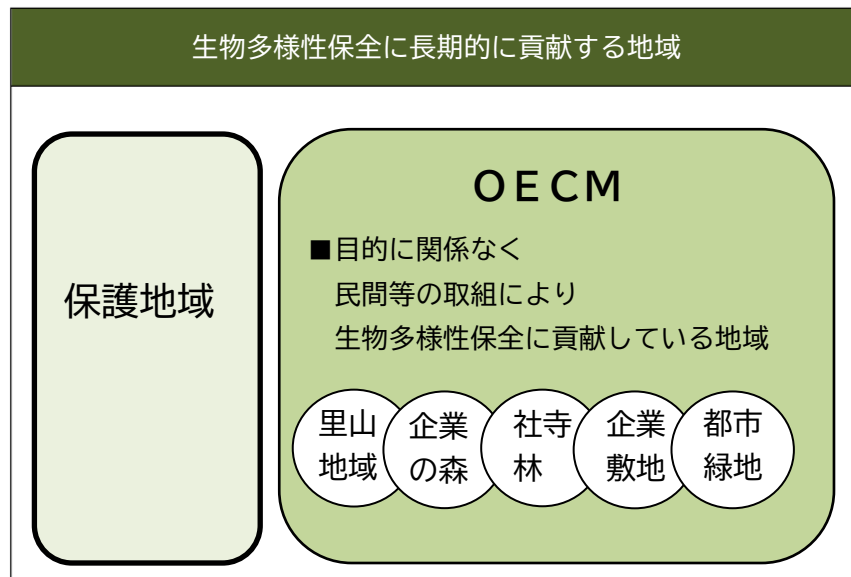 生物多様性保全に長期的に貢献する地域
保護地域
ＯＥＣＭ
■目的に関係なく
民間等の取組により
生物多様性保全に貢献している地域
里山
地域
企業
の森
社寺
林
企業
敷地
都市
緑地